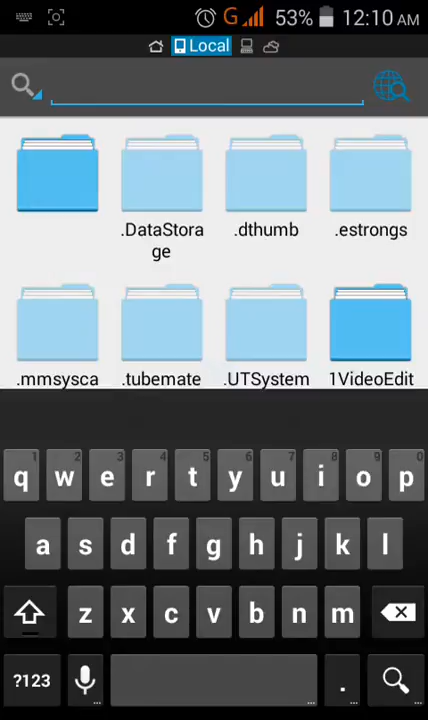 G 53% 12:10 AM
Local
.DataStora
ge
.dthumb
.estrongs
.mmsysca
.tubemate
.UTSystem
1VideoEdit
1 2 3 4 5 6 7 8 9 0
q w e r t y u i o p
a s d f g h j k l
z x c v b n m
?123 ... . ...